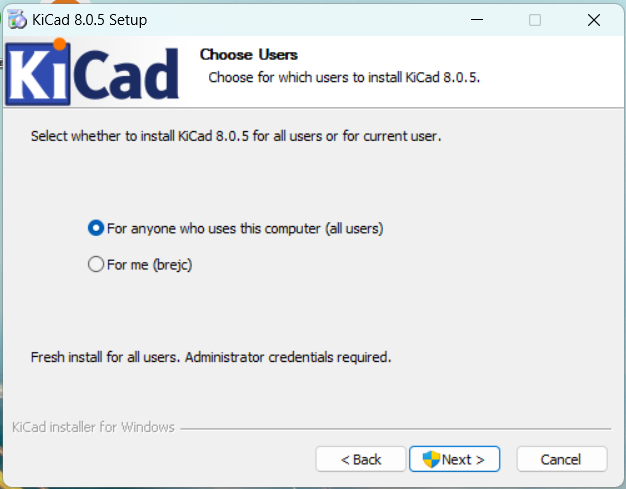 KiCad 8.0.5 Setup
KiCad
Choose Users
Choose for which users to install KiCad 8.0.5.
Select whether to install KiCad 8.0.5 for all users or for current user.
For anyone who uses this computer (all users)
For me (brejc)
Fresh install for all users. Administrator credentials required.
KiCad installer for Windows
< Back
Next >
Cancel